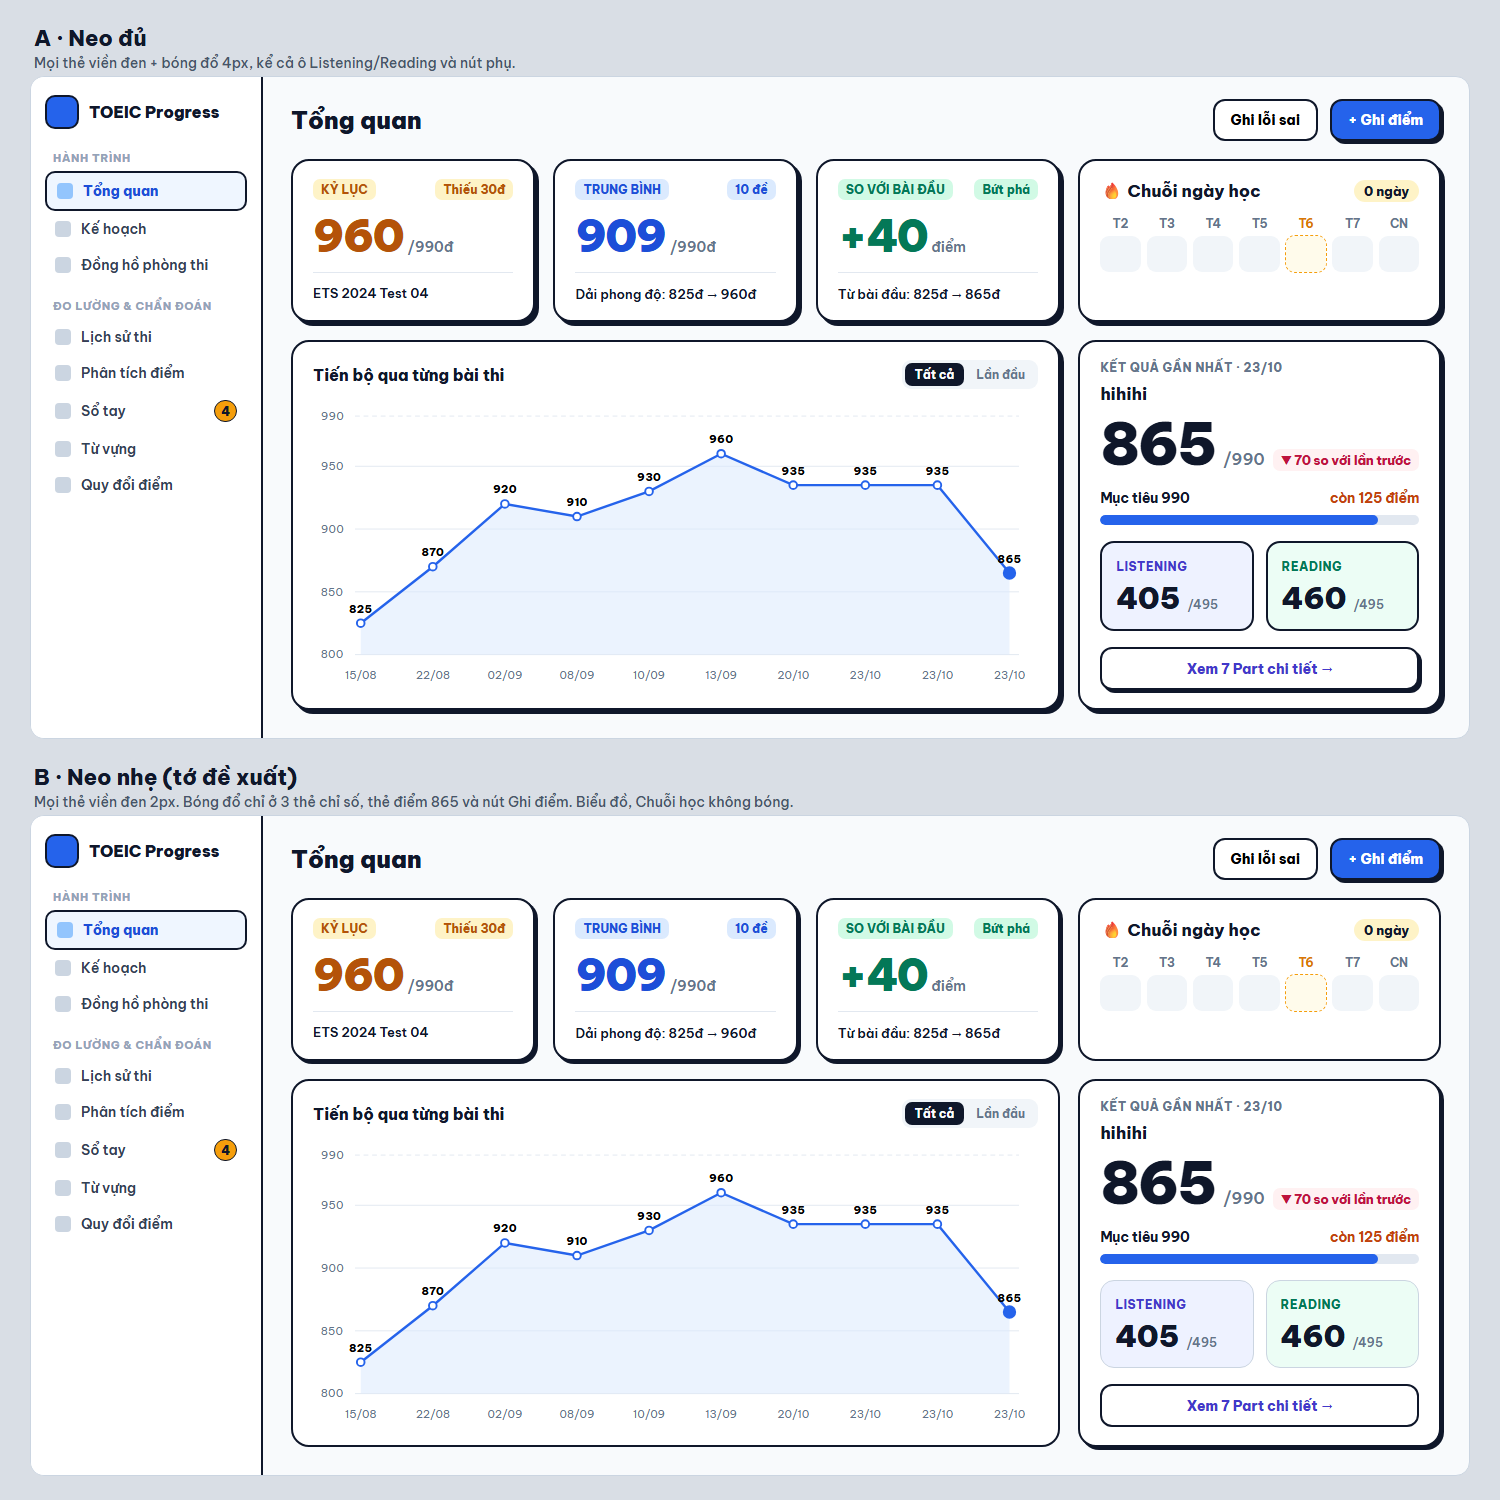 A · Neo đủ
Mọi thẻ viền đen + bóng đổ 4px, kể cả ô Listening/Reading và nút phụ.
TOEIC Progress
HÀNH TRÌNH
Tổng quan
Kế hoạch
Đồng hồ phòng thi
ĐO LƯỜNG & CHẨN ĐOÁN
Lịch sử thi
Phân tích điểm
Sổ tay 4
Từ vựng
Quy đổi điểm
Tổng quan
Ghi lỗi sai + Ghi điểm
KỶ LỤC Thiếu 30đ
960 /990đ
ETS 2024 Test 04
TRUNG BÌNH 10 đề
909 /990đ
Dải phong độ: 825đ → 960đ
SO VỚI BÀI ĐẦU Bứt phá
+40 điểm
Từ bài đầu: 825đ → 865đ
🔥 Chuỗi ngày học 0 ngày
T2 T3 T4 T5 T6 T7 CN
Tiến bộ qua từng bài thi Tất cả Lần đầu
990
950
900
850
800
825 870 920 910 930 960 935 935 935 865
15/08 22/08 02/09 08/09 10/09 13/09 20/10 23/10 23/10 23/10
KẾT QUẢ GẦN NHẤT · 23/10
hihihi
865 /990 ▼70 so với lần trước
Mục tiêu 990 còn 125 điểm
LISTENING READING
405 /495 460 /495
Xem 7 Part chi tiết →
B · Neo nhẹ (tớ đề xuất)
Mọi thẻ viền đen 2px. Bóng đổ chỉ ở 3 thẻ chỉ số, thẻ điểm 865 và nút Ghi điểm. Biểu đồ, Chuỗi học không bóng.
TOEIC Progress
HÀNH TRÌNH
Tổng quan
Kế hoạch
Đồng hồ phòng thi
ĐO LƯỜNG & CHẨN ĐOÁN
Lịch sử thi
Phân tích điểm
Sổ tay 4
Từ vựng
Quy đổi điểm
Tổng quan
Ghi lỗi sai + Ghi điểm
KỶ LỤC Thiếu 30đ
960 /990đ
ETS 2024 Test 04
TRUNG BÌNH 10 đề
909 /990đ
Dải phong độ: 825đ → 960đ
SO VỚI BÀI ĐẦU Bứt phá
+40 điểm
Từ bài đầu: 825đ → 865đ
🔥 Chuỗi ngày học 0 ngày
T2 T3 T4 T5 T6 T7 CN
Tiến bộ qua từng bài thi Tất cả Lần đầu
990
950
900
850
800
825 870 920 910 930 960 935 935 935 865
15/08 22/08 02/09 08/09 10/09 13/09 20/10 23/10 23/10 23/10
KẾT QUẢ GẦN NHẤT · 23/10
hihihi
865 /990 ▼70 so với lần trước
Mục tiêu 990 còn 125 điểm
LISTENING READING
405 /495 460 /495
Xem 7 Part chi tiết →